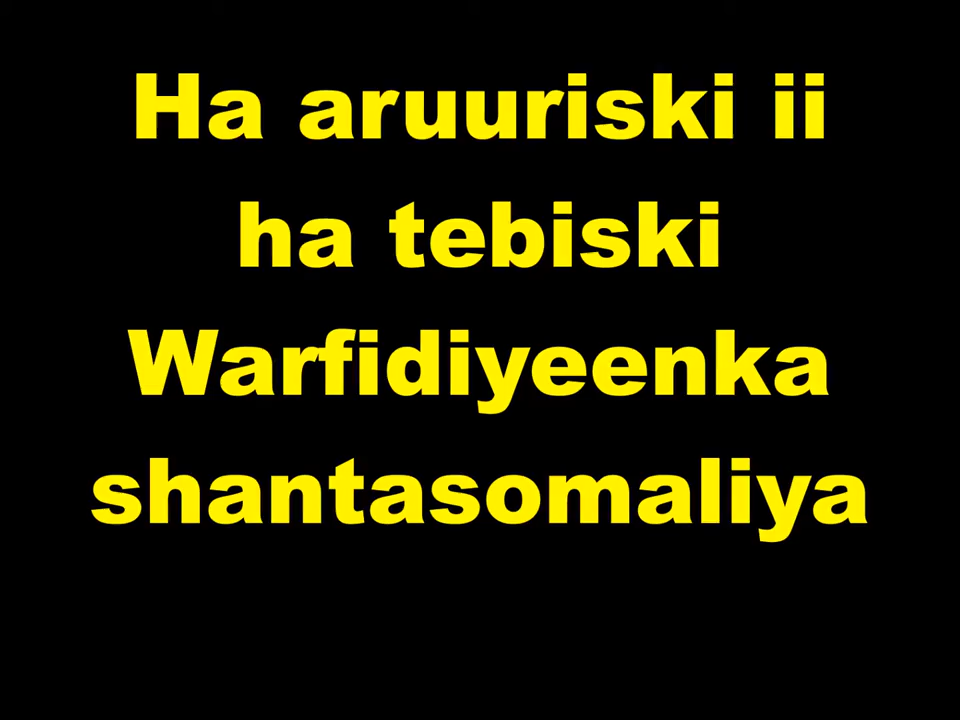 Ha aruuriski ii
ha tebiski
Warfidiyeenka
shantasomaliya